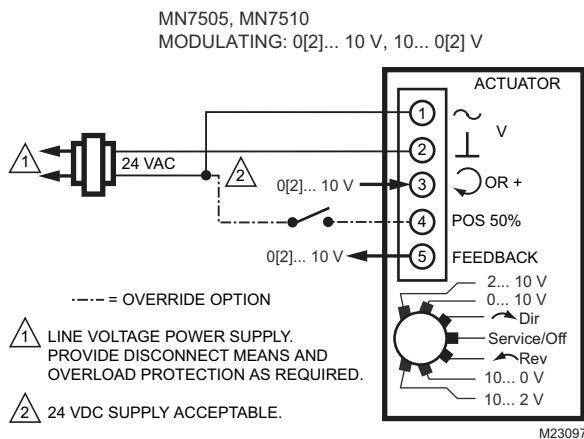 MN7505, MN7510
MODULATING: 0[2]... 10 V, 10... 0[2] V
ACTUATOR
1
V
1
2
24 VAC
2
0[2]... 10 V
3
OR +
4
POS 50%
0[2]... 10 V
5
FEEDBACK
2... 10 V
0... 10 V
Dir
Service/Off
Rev
10... 0 V
10... 2 V
= OVERRIDE OPTION
1 LINE VOLTAGE POWER SUPPLY.
PROVIDE DISCONNECT MEANS AND
OVERLOAD PROTECTION AS REQUIRED.
2 24 VDC SUPPLY ACCEPTABLE.
M23097